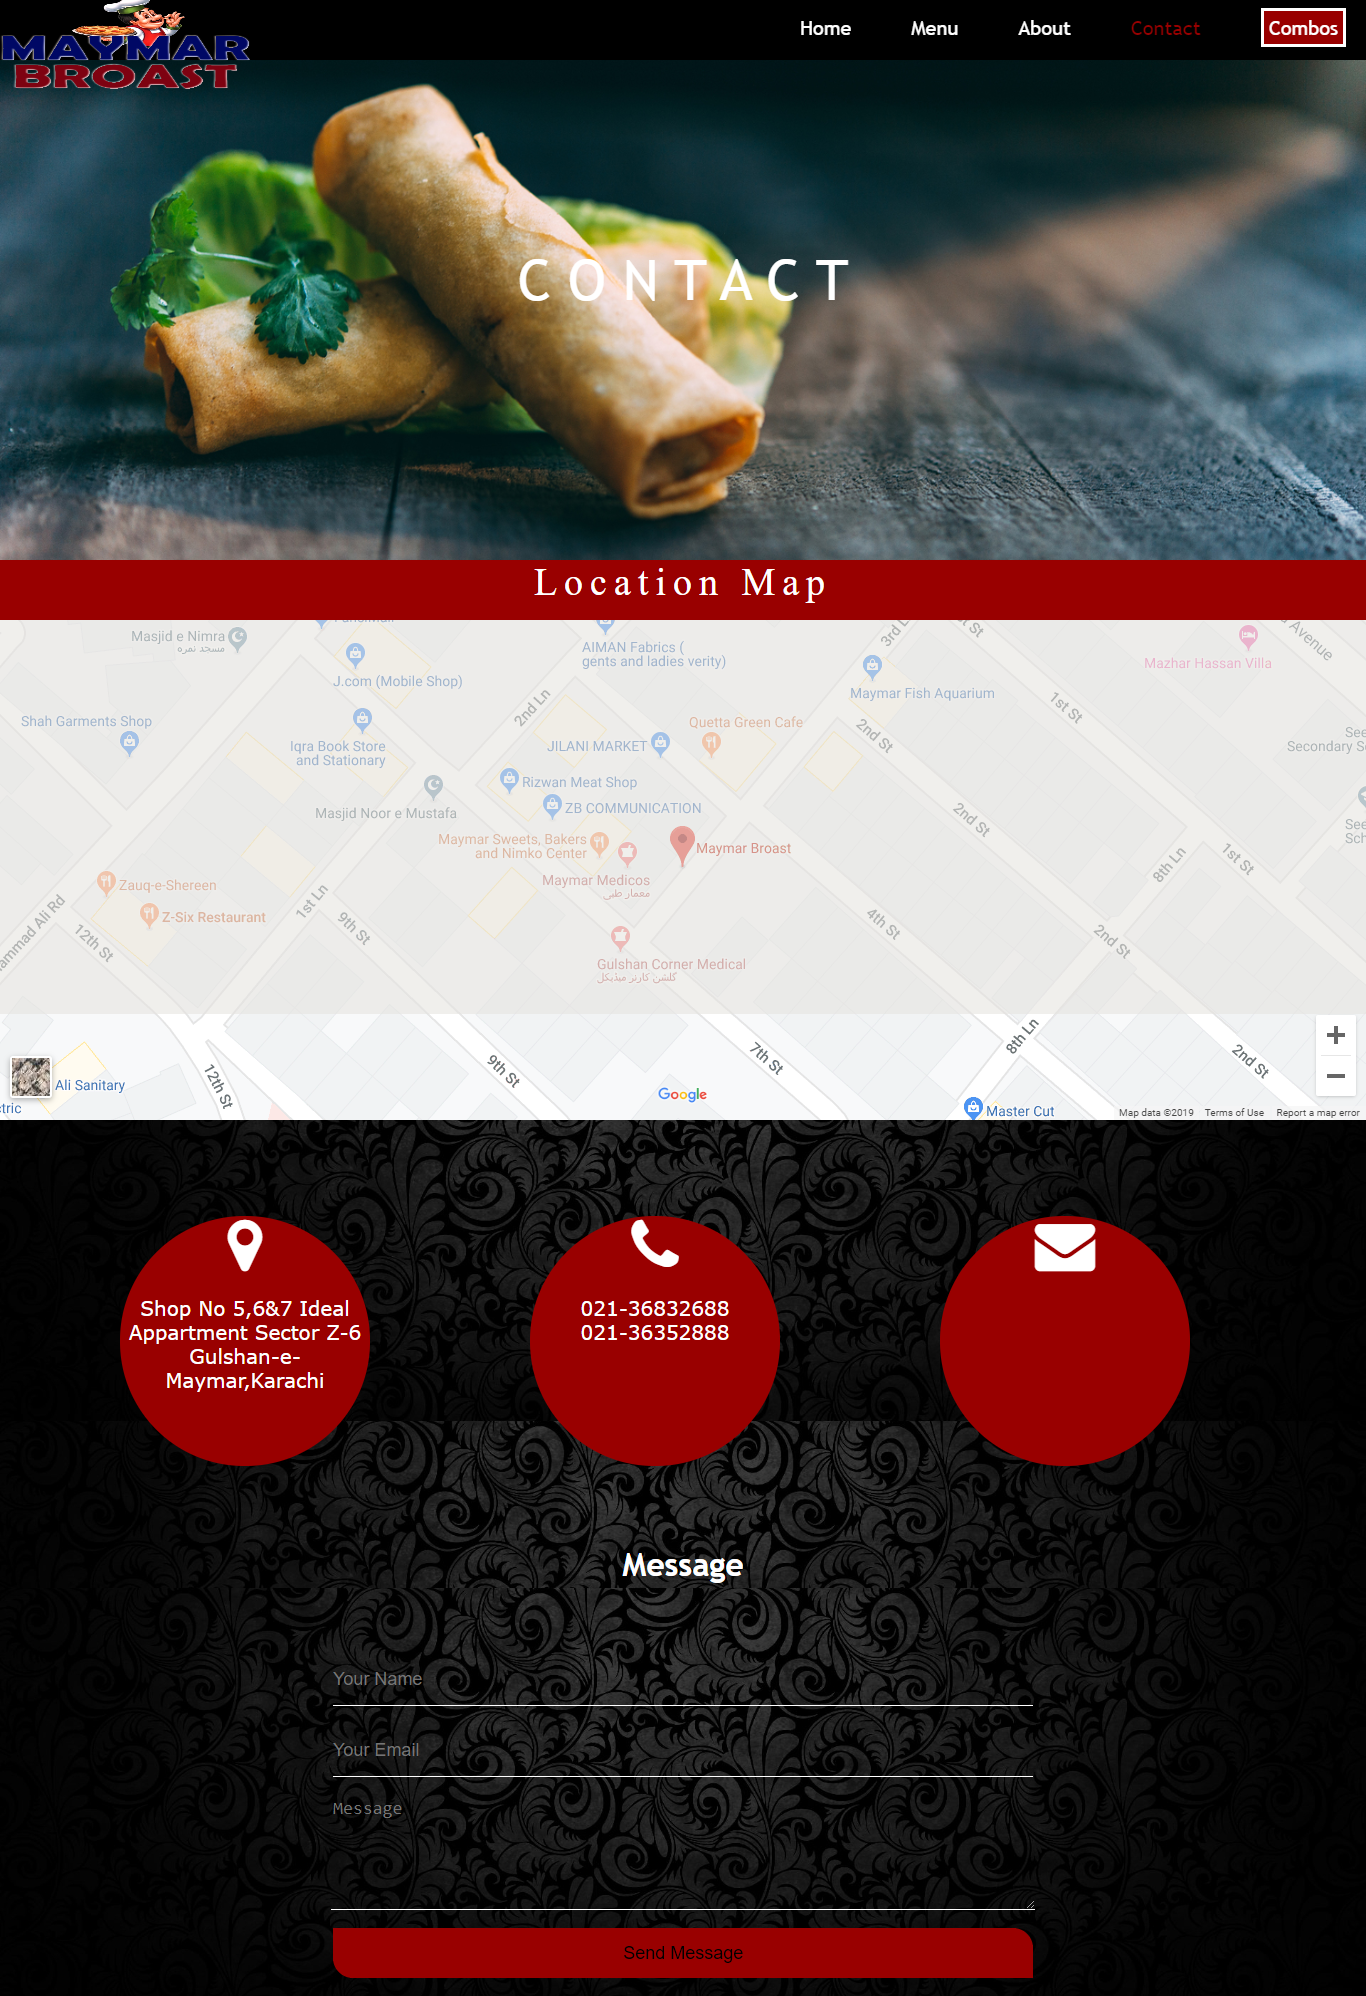 MAYMAR
BROAST
Home
Menu
About
Contact
Combos
CONTACT
Location Map
Masjid e Nimra
مسجد نمره
AIMAN Fabrics (
gents and ladies verity)
3rd L
Avenue
J.com (Mobile Shop)
Mazhar Hassan Villa
Maymar Fish Aquarium
2nd Ln
1st St
Shah Garments Shop
Quetta Green Cafe
2nd St
See
Secondary S
Iqra Book Store
and Stationary
JILANI MARKET
Rizwan Meat Shop
ZB COMMUNICATION
Masjid Noor e Mustafa
2nd St
See
Sch
Maymar Sweets, Bakers
and Nimko Center
Maymar Broast
8th Ln
1st St
Maymar Medicos
معمار طبی
Zauq-e-Shereen
Z-Six Restaurant
1st Ln
9th St
4th St
2nd St
ammad Ali Rd
12th St
Gulshan Corner Medical
گلشن کارنر میڈیکل
8th Ln
7th St
2nd St
9th St
12th St
Ali Sanitary
ctric
Google
Master Cut
Map data ©2019
Terms of Use
Report a map error
Shop No 5,6&7 Ideal
Appartment Sector Z-6
Gulshan-e-
Maymar,Karachi
021-36832688
021-36352888
Message
Your Name
Your Email
Message
Send Message